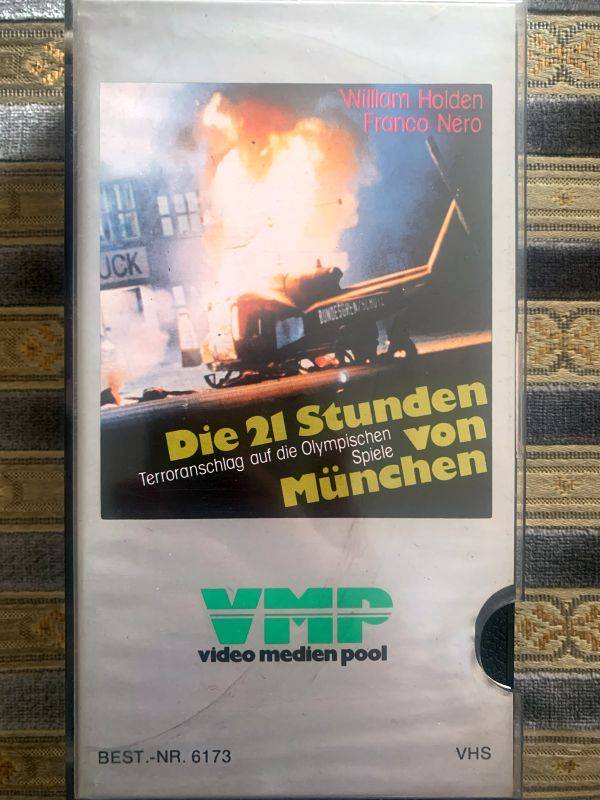 William Holden
Franco Nero
UCK
BUNDESGRENZSCHUTZ
Die 21 Stunden
Terroranschlag auf die Olympischen
von
Spiele
München
VMP
video medien pool
BEST.-NR. 6173
VHS